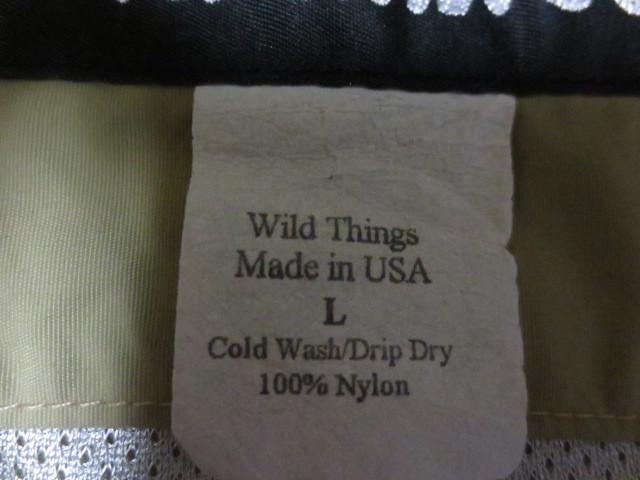 Wild Things
Made in USA
L
Cold Wash/Drip Dry
100% Nylon